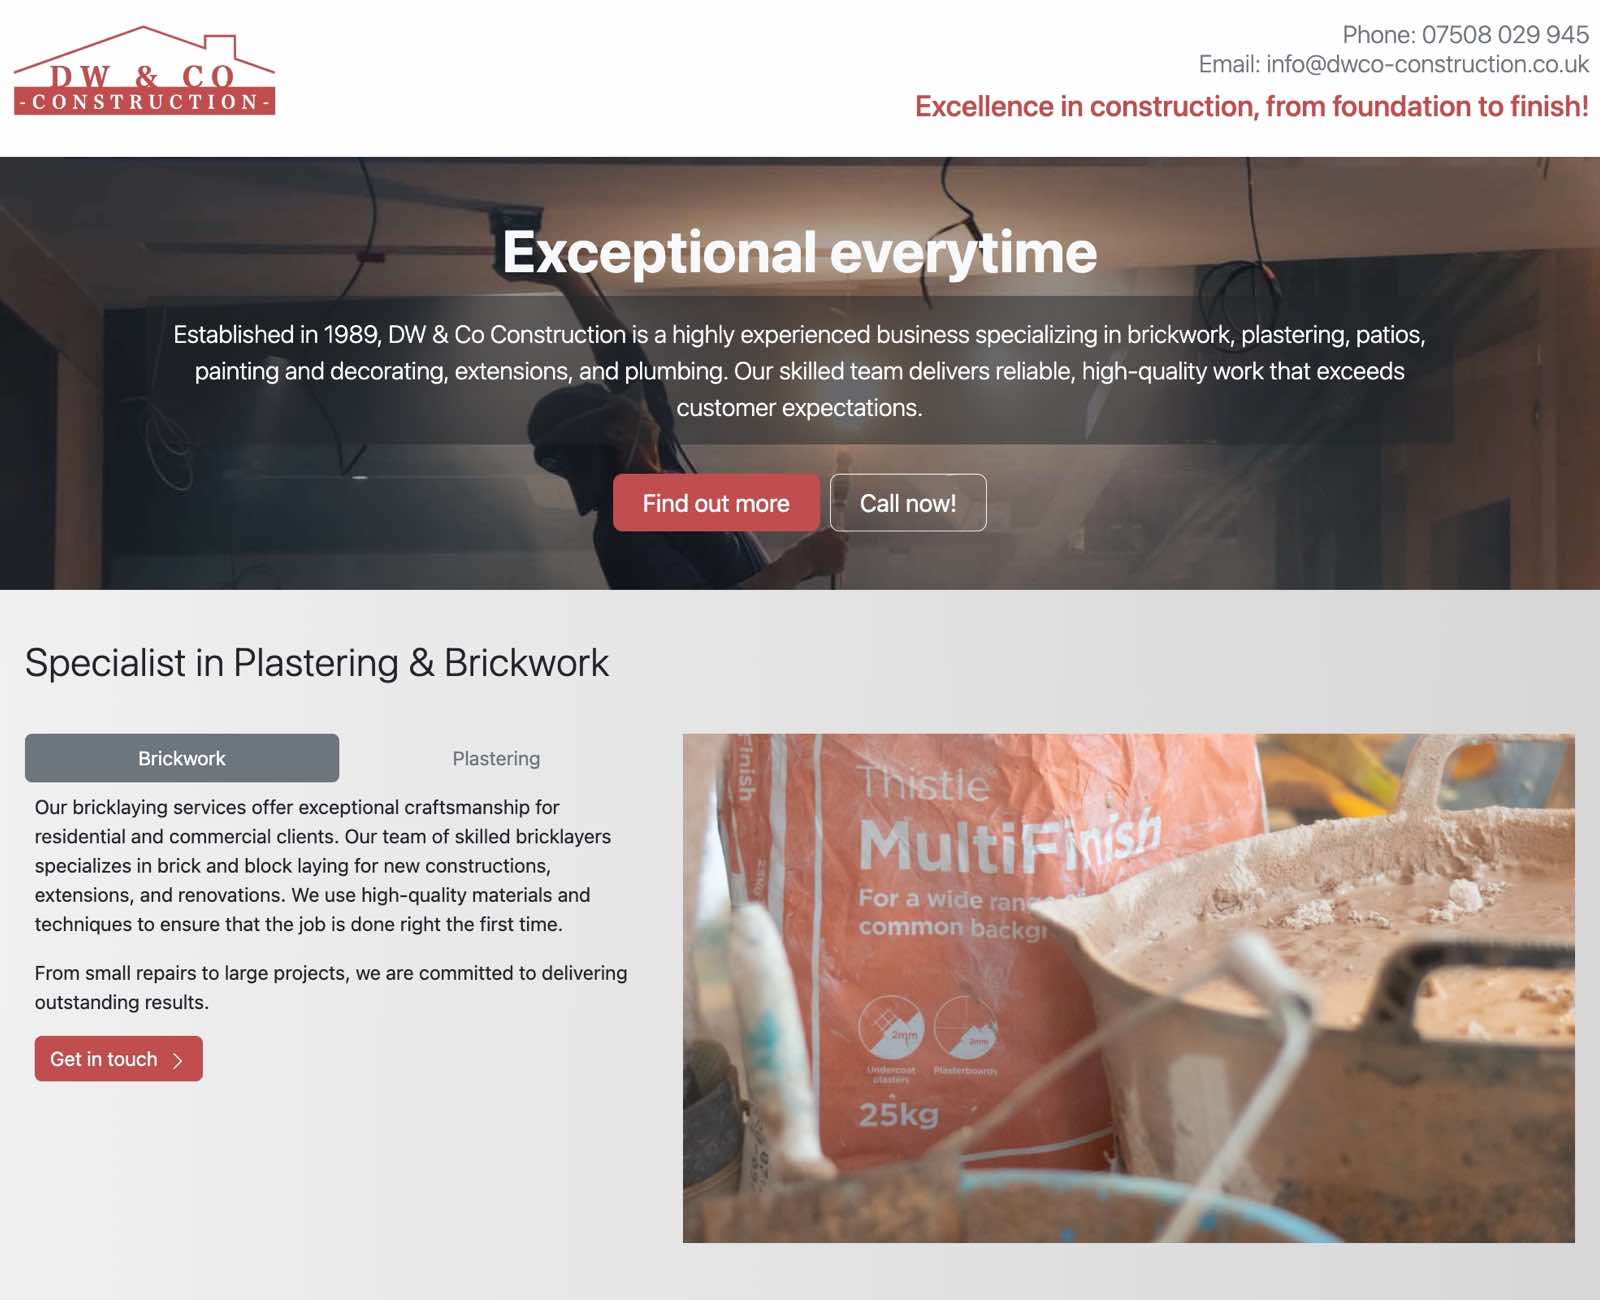 DW & CO
-CONSTRUCTION-
Phone: 07508 029 945
Email: info@dwco-construction.co.uk
Excellence in construction, from foundation to finish!
Exceptional everytime
Established in 1989, DW & Co Construction is a highly experienced business specializing in brickwork, plastering, patios,
painting and decorating, extensions, and plumbing. Our skilled team delivers reliable, high-quality work that exceeds
customer expectations.
Find out more
Call now!
Specialist in Plastering & Brickwork
Brickwork
Plastering
Our bricklaying services offer exceptional craftsmanship for
residential and commercial clients. Our team of skilled bricklayers
specializes in brick and block laying for new constructions,
extensions, and renovations. We use high-quality materials and
techniques to ensure that the job is done right the first time.
From small repairs to large projects, we are committed to delivering
outstanding results.
Get in touch
Finish
Thistle
MultiFinish
For a wide range of
common backgr
25kg
2mm
2mm
Undercoat
plasters
Plasterboards
25kg